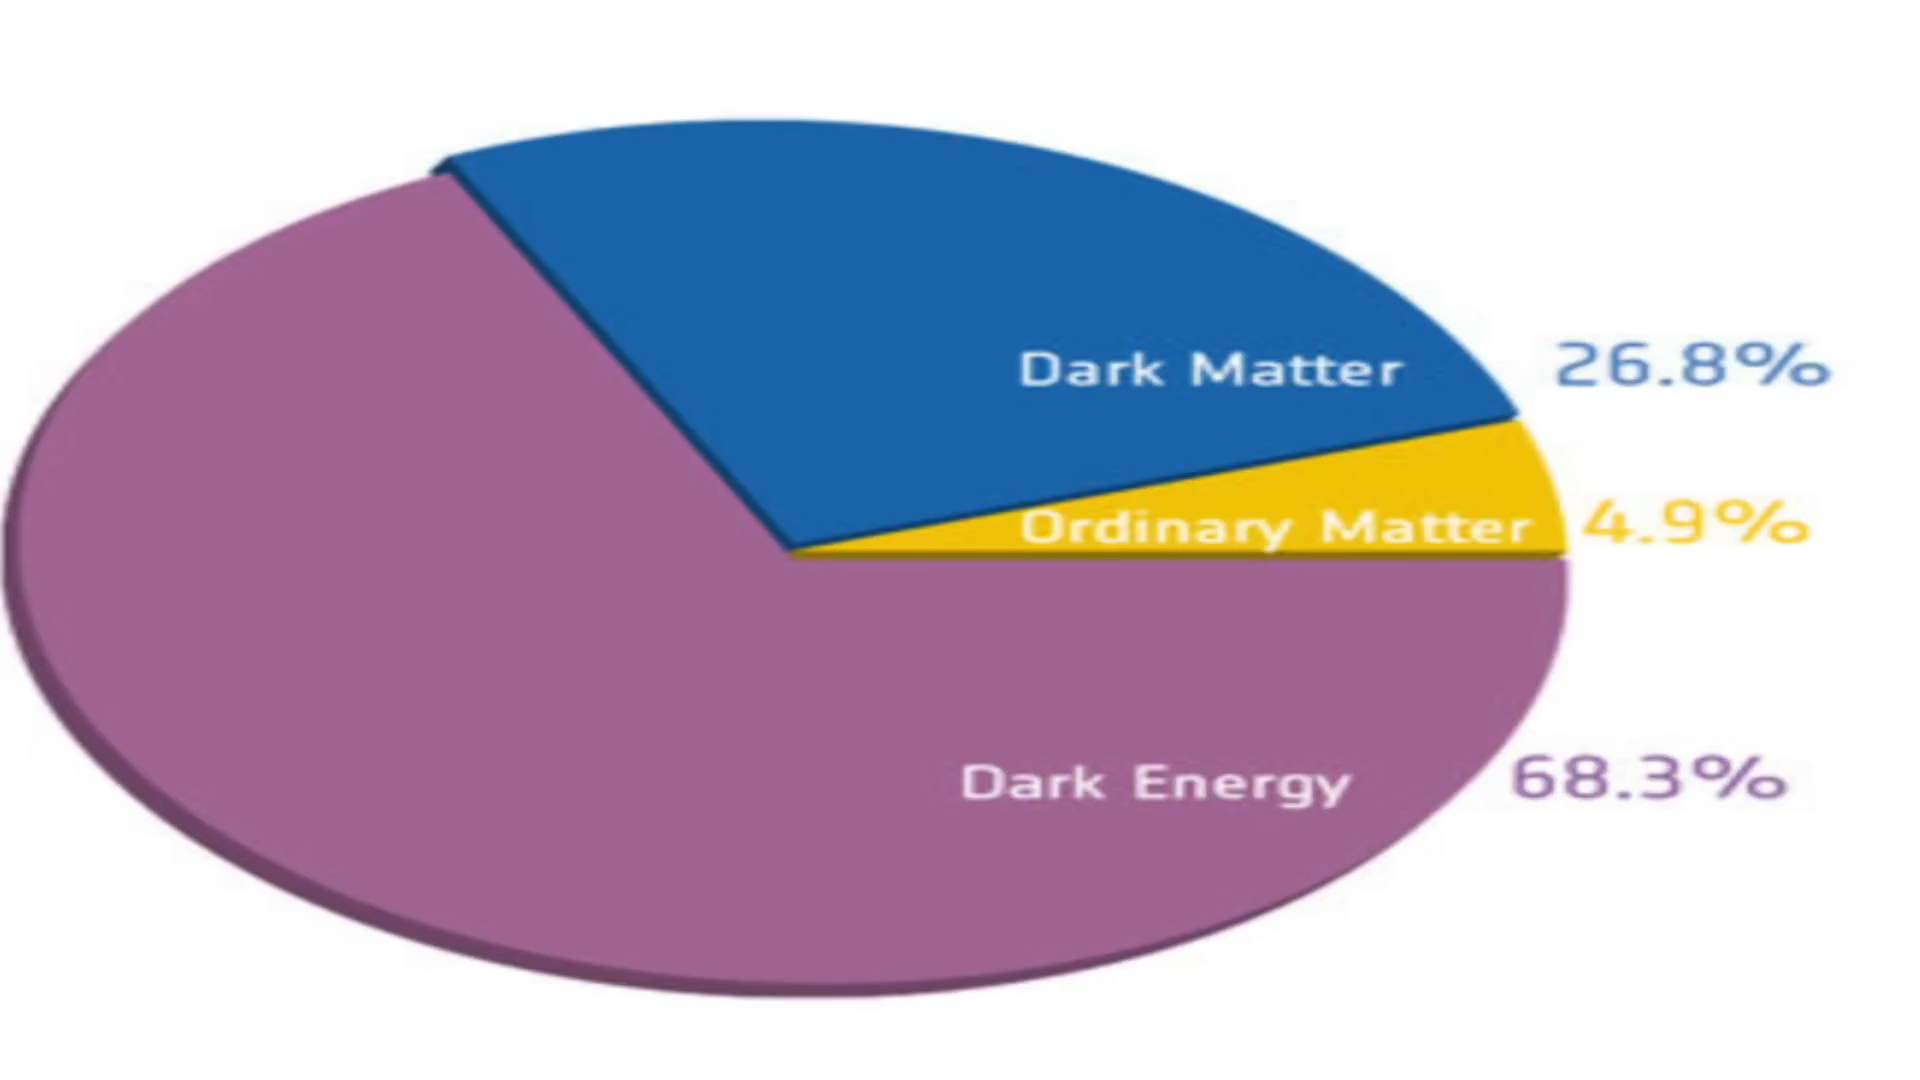 Dark Matter 26.8%
Ordinary Matter 4.9%
Dark Energy 68.3%